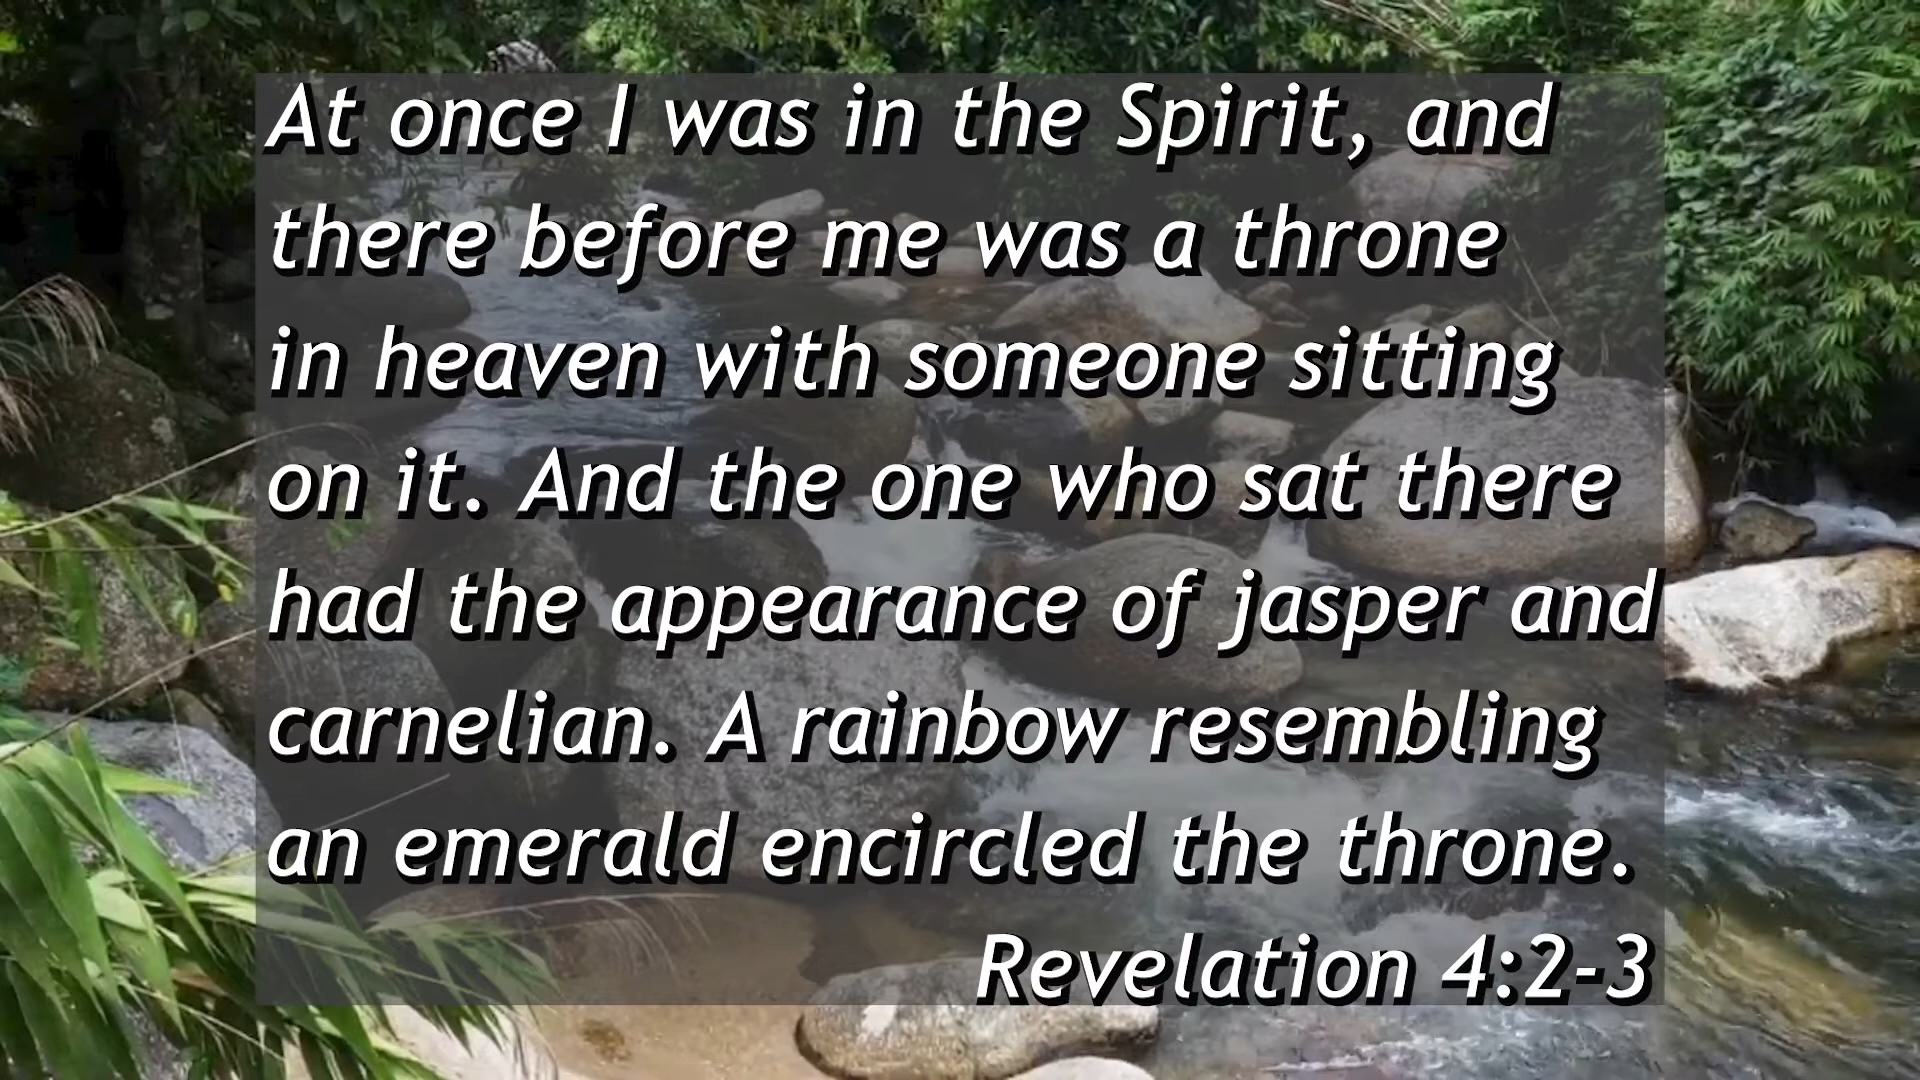 At once I was in the Spirit, and
there before me was a throne
in heaven with someone sitting
on it. And the one who sat there
had the appearance of jasper and
carnelian. A rainbow resembling
an emerald encircled the throne.
Revelation 4:2-3